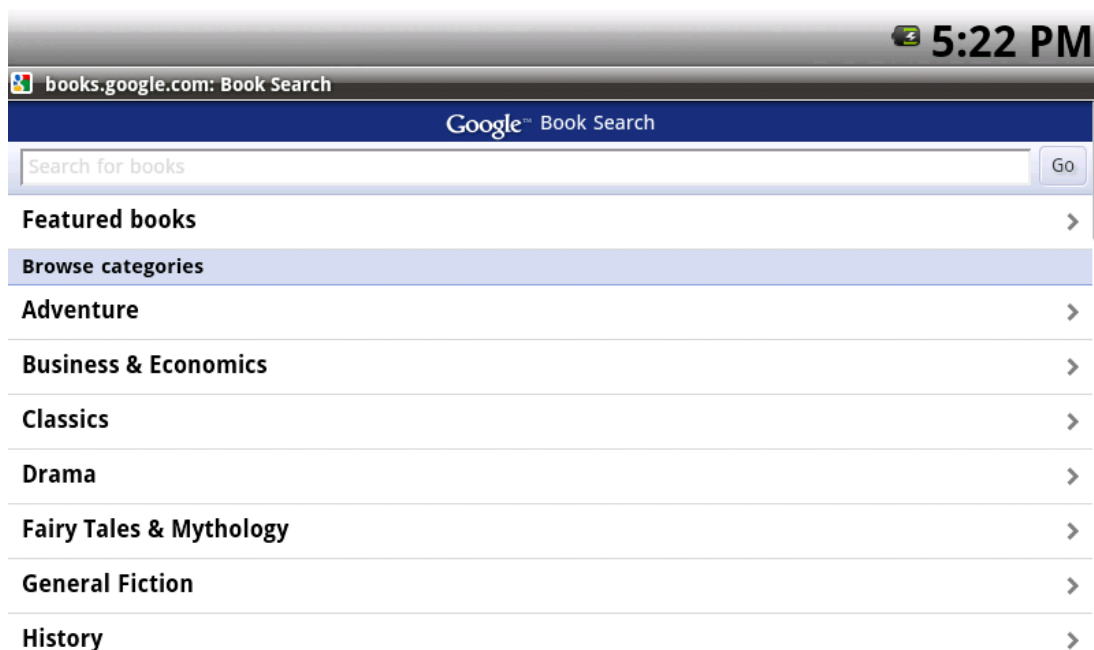 5:22 PM
books.google.com: Book Search
Google™ Book Search
Search for books
Go
Featured books
Browse categories
Adventure
Business & Economics
Classics
Drama
Fairy Tales & Mythology
General Fiction
History